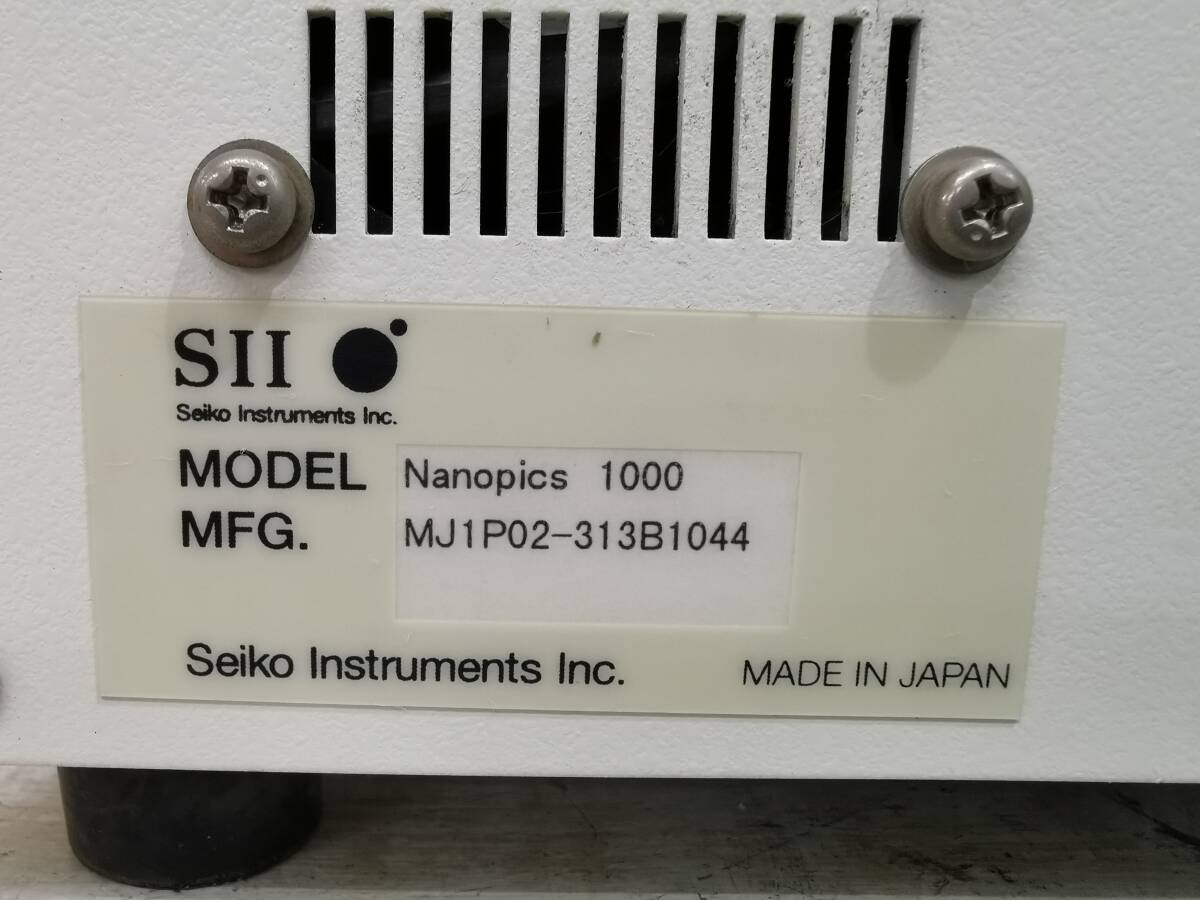 SII
Seiko Instruments Inc.
MODEL Nanopics 1000
MFG. MJ1P02-313B1044
Seiko Instruments Inc. MADE IN JAPAN